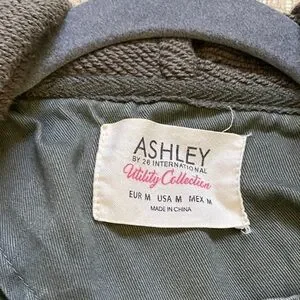 ASHLEY
BY 26 INTERNATIONAL
Utility Collection
EUR M USA M MEX M
MADE IN CHINA